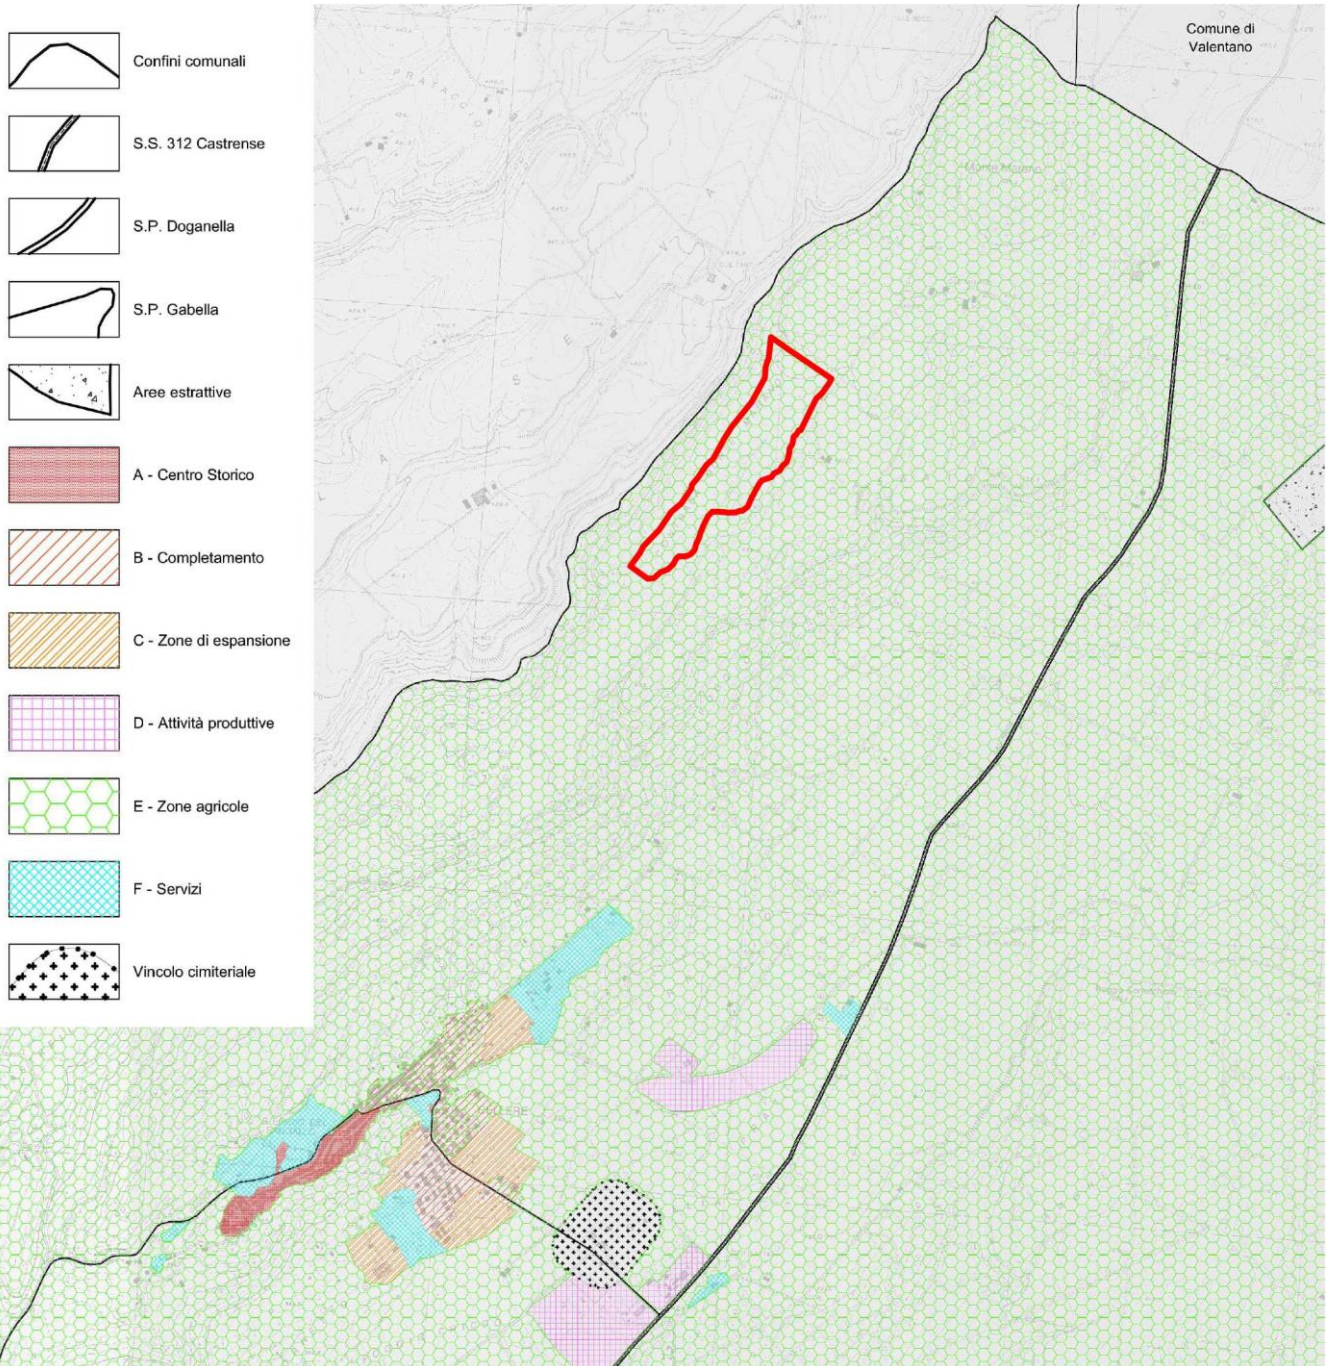 Confini comunali
S.S. 312 Castrense
S.P. Doganella
S.P. Gabella
Aree estrattive
A - Centro Storico
B - Completamento
C - Zone di espansione
D - Attività produttive
E - Zone agricole
F - Servizi
Vincolo cimiteriale
Comune di
Valentano